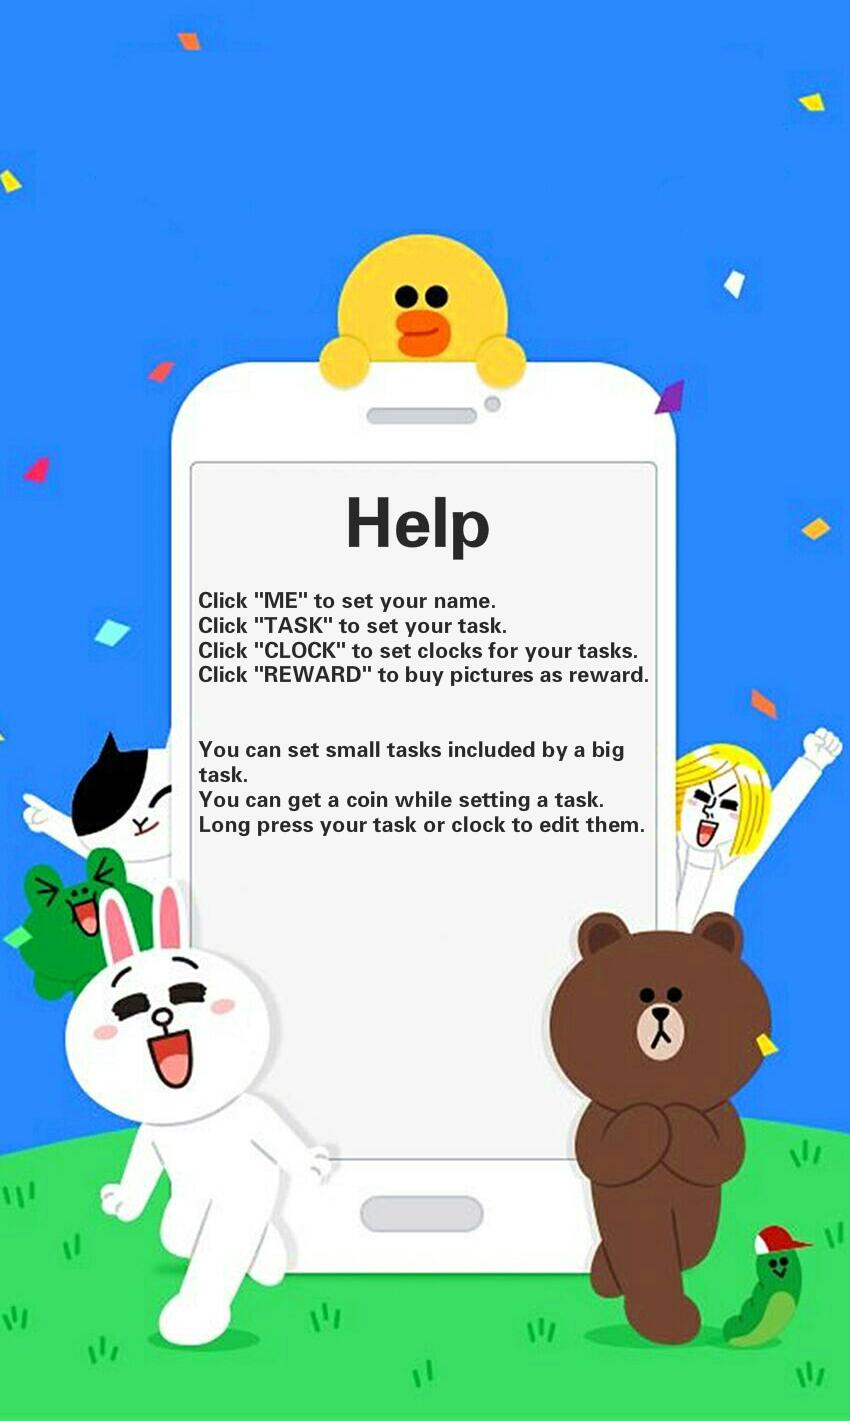 Help
Click "ME" to set your name.
Click "TASK" to set your task.
Click "CLOCK" to set clocks for your tasks.
Click "REWARD" to buy pictures as reward.
You can set small tasks included by a big
task.
You can get a coin while setting a task.
Long press your task or clock to edit them.